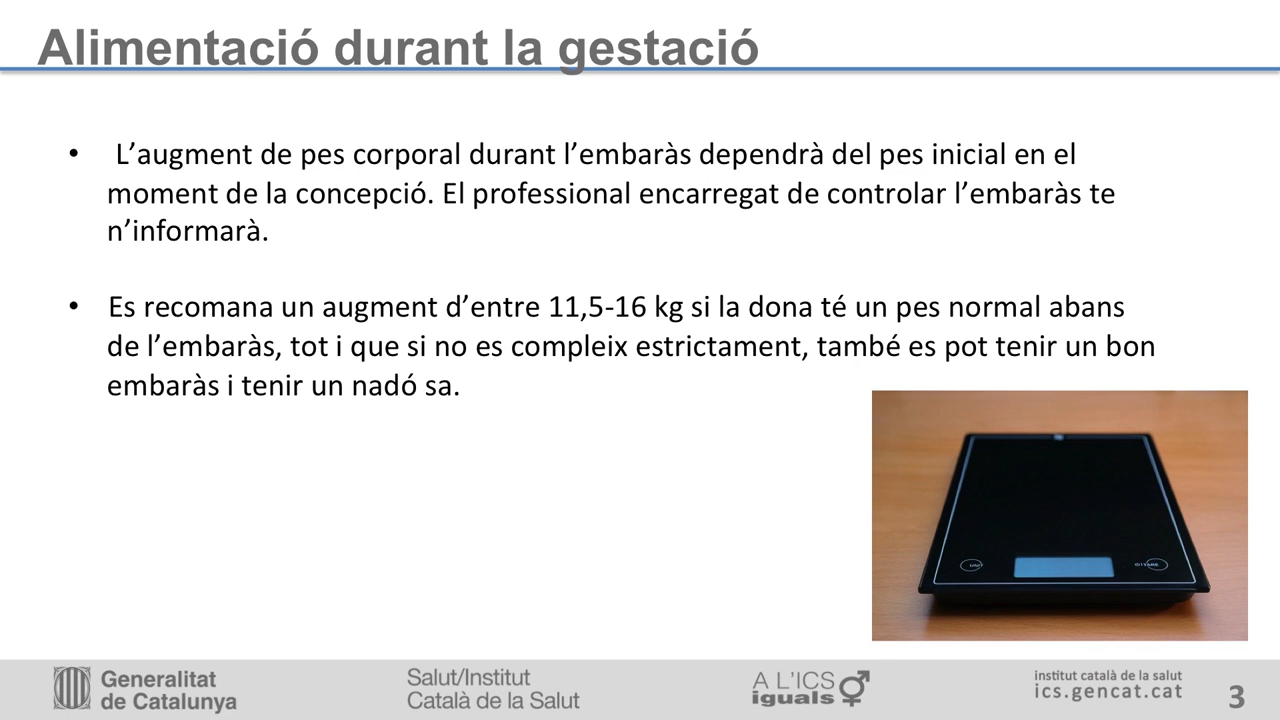 Alimentació durant la gestació
• L’augment de pes corporal durant l’embaràs dependrà del pes inicial en el
moment de la concepció. El professional encarregat de controlar l’embaràs te
n’informarà.
• Es recomana un augment d’entre 11,5-16 kg si la dona té un pes normal abans
de l’embaràs, tot i que si no es compleix estrictament, també es pot tenir un bon
embaràs i tenir un nadó sa.
Generalitat
de Catalunya
Salut/Institut
Català de la Salut
A L'ICS
iguals
institut català de la salut
ics.gencat.cat
3